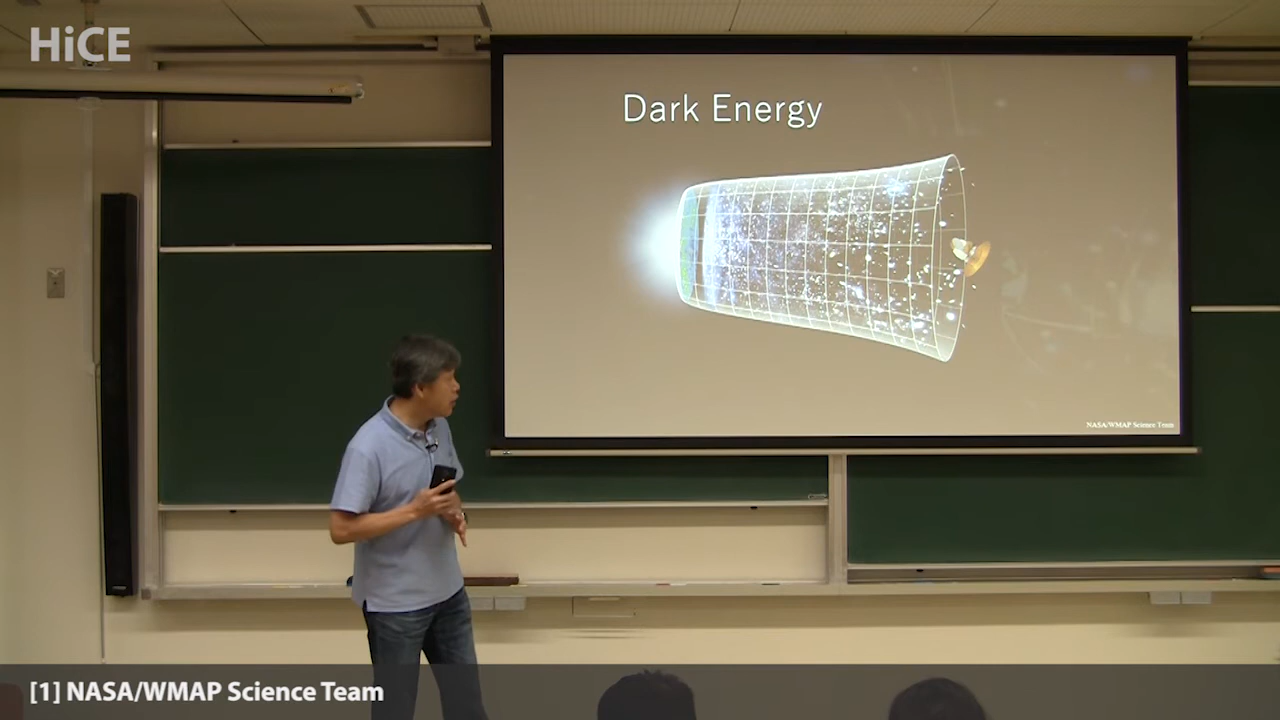 HiCE
Dark Energy
NASA/WMAP Science Team
[1] NASA/WMAP Science Team